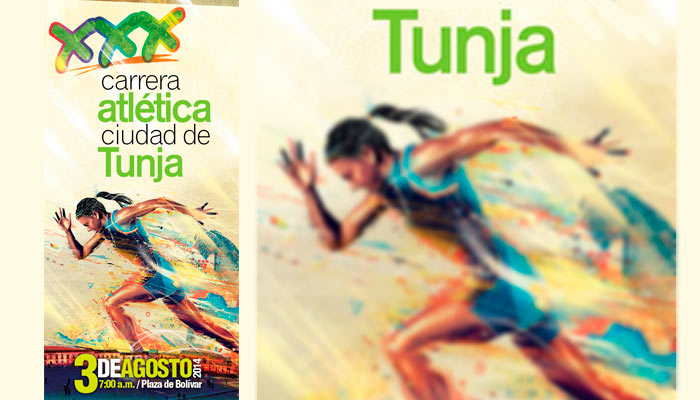 XXX
carrera
atlética
ciudad de
Tunja
3 DE AGOSTO 2014
7:00 a.m. / Plaza de Bolívar
Tunja